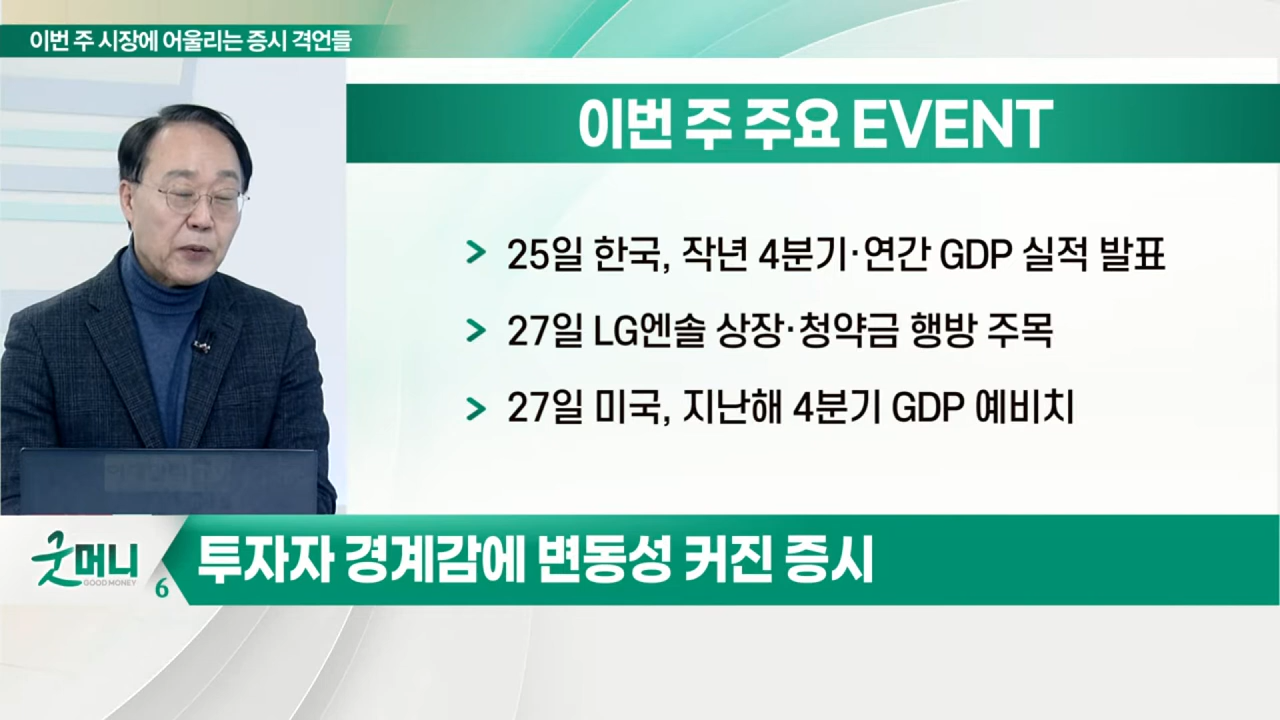 이번 주 시장에 어울리는 증시 격언들
이번 주 주요 EVENT
> 25일 한국, 작년 4분기·연간 GDP 실적 발표
> 27일 LG엔솔 상장·청약금 행방 주목
> 27일 미국, 지난해 4분기 GDP 예비치
굿머니
GOOD MONEY
6
투자자 경계감에 변동성 커진 증시